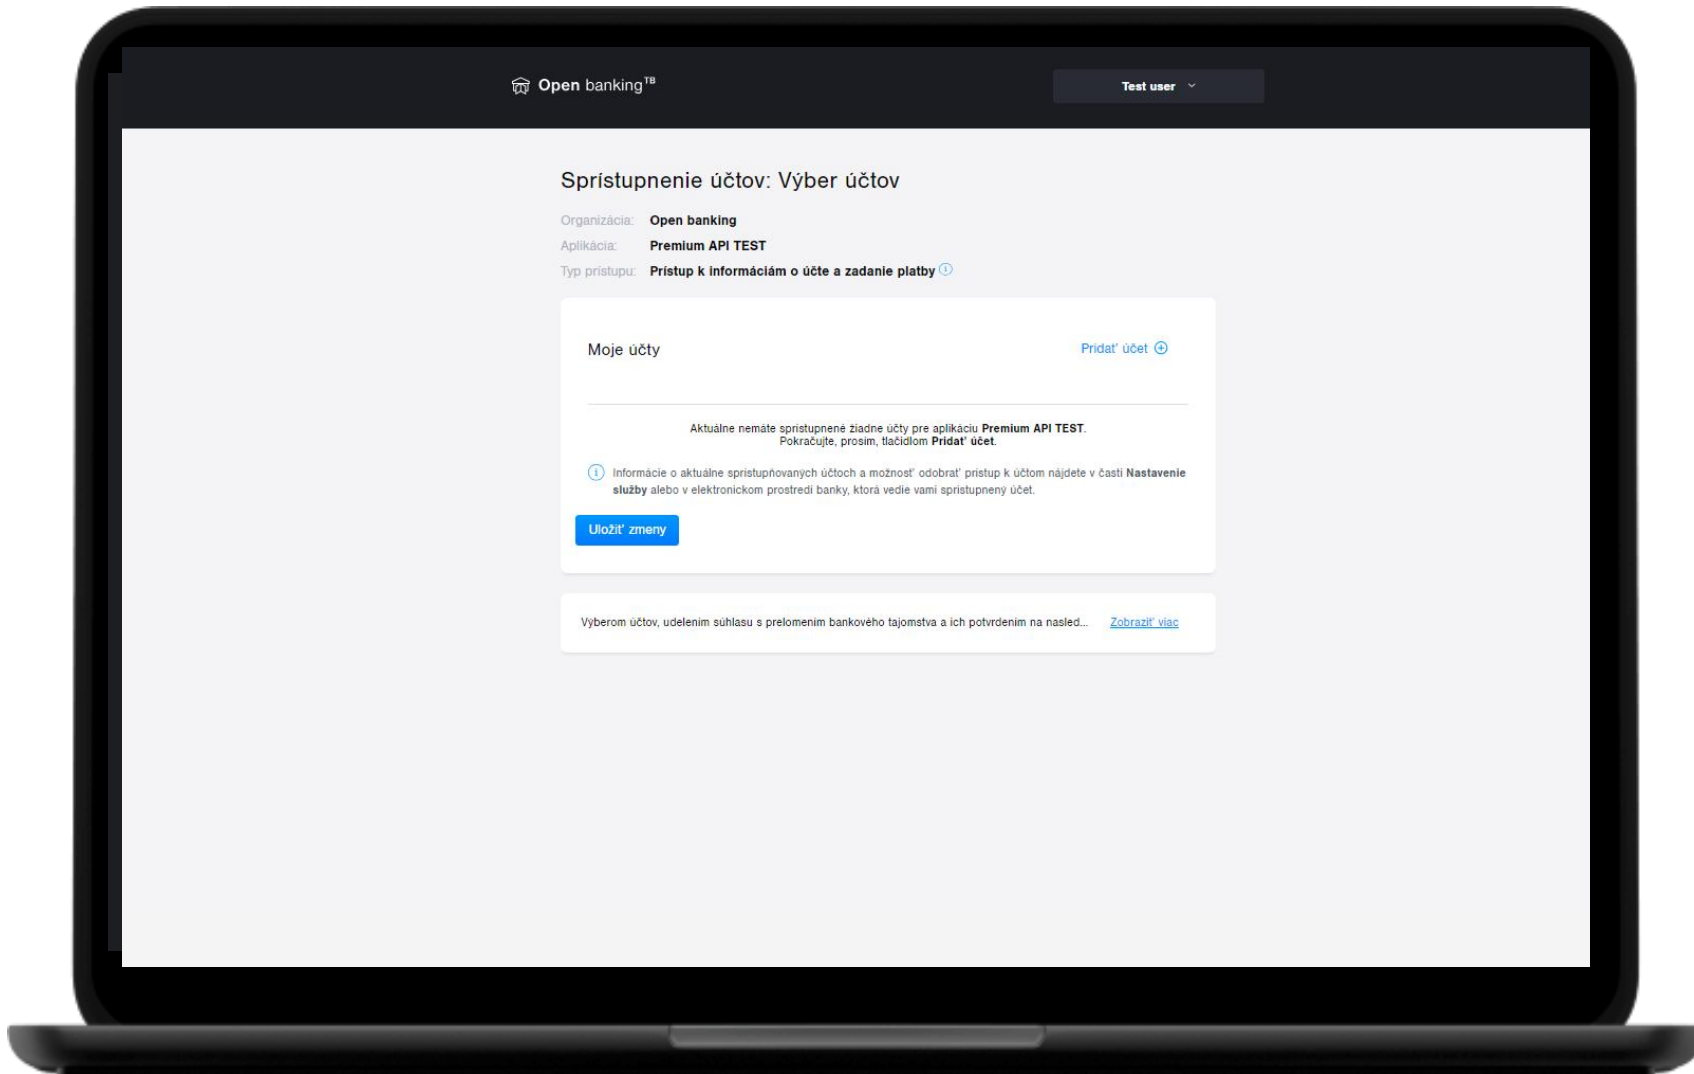 Open banking™ᴮ
Test user
Sprístupnenie účtov: Výber účtov
Organizácia: Open banking
Aplikácia: Premium API TEST
Typ prístupu: Prístup k informáciám o účte a zadanie platby
Moje účty
Pridať účet
Aktuálne nemáte sprístupnené žiadne účty pre aplikáciu Premium API TEST.
Pokračujte, prosím, tlačidlom Pridať účet.
Informácie o aktuálne sprístupňovaných účtoch a možnosť odobrať prístup k účtom nájdete v časti Nastavenie
služby alebo v elektronickom prostredí banky, ktorá vedie vami sprístupnený účet.
Uložiť zmeny
Výberom účtov, udelením súhlasu s prelomením bankového tajomstva a ich potvrdením na nasled... Zobraziť viac